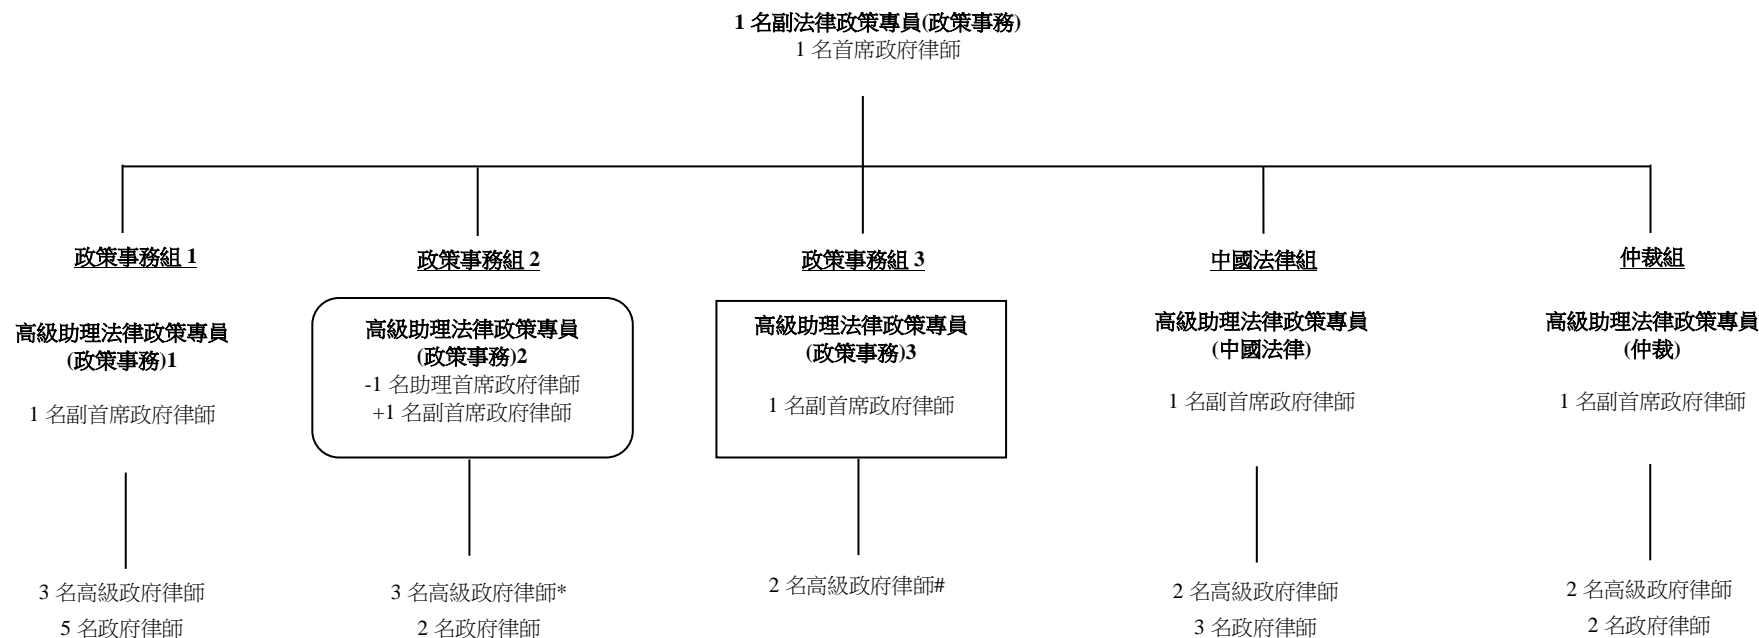 1 名副法律政策專員(政策事務)
1 名首席政府律師
政策事務組 1
高級助理法律政策專員
(政策事務)1
1 名副首席政府律師
3 名高級政府律師
5 名政府律師
政策事務組 2
高級助理法律政策專員
(政策事務)2
-1 名助理首席政府律師
+1 名副首席政府律師
3 名高級政府律師*
2 名政府律師
政策事務組 3
高級助理法律政策專員
(政策事務)3
1 名副首席政府律師
2 名高級政府律師#
中國法律組
高級助理法律政策專員
(中國法律)
1 名副首席政府律師
2 名高級政府律師
3 名政府律師
仲裁組
高級助理法律政策專員
(仲裁)
1 名副首席政府律師
2 名高級政府律師
2 名政府律師